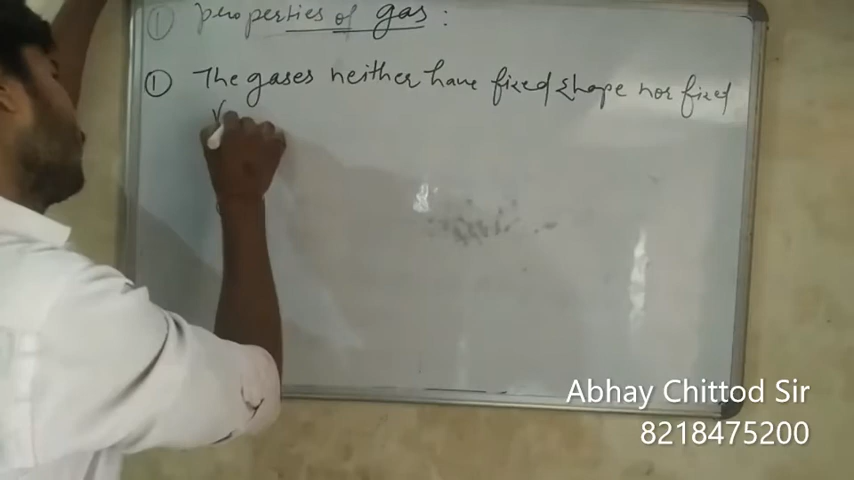 ① properties of gas :
① The gases neither have fixed shape nor fixed
V
Abhay Chittod Sir
8218475200